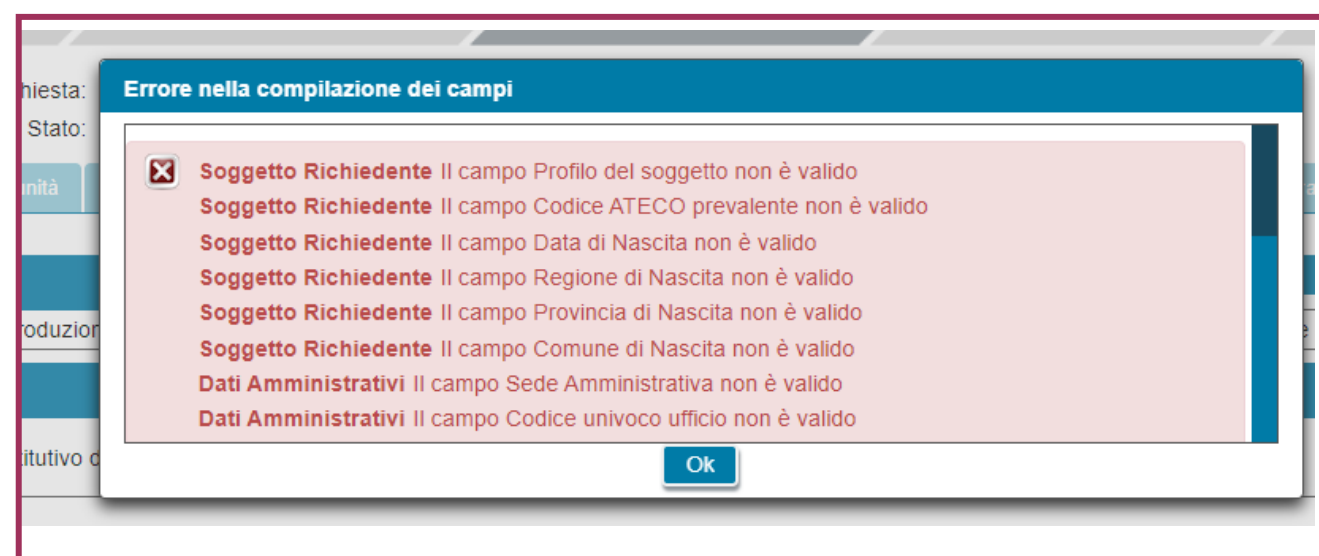 Errore nella compilazione dei campi
hiesta:
Stato:
Soggetto Richiedente Il campo Profilo del soggetto non è valido
nità
Soggetto Richiedente Il campo Codice ATECO prevalente non è valido
Soggetto Richiedente Il campo Data di Nascita non è valido
Soggetto Richiedente Il campo Regione di Nascita non è valido
Soggetto Richiedente Il campo Provincia di Nascita non è valido
roduzion
Soggetto Richiedente Il campo Comune di Nascita non è valido
Dati Amministrativi Il campo Sede Amministrativa non è valido
Dati Amministrativi Il campo Codice univoco ufficio non è valido
titutivo d
Ok